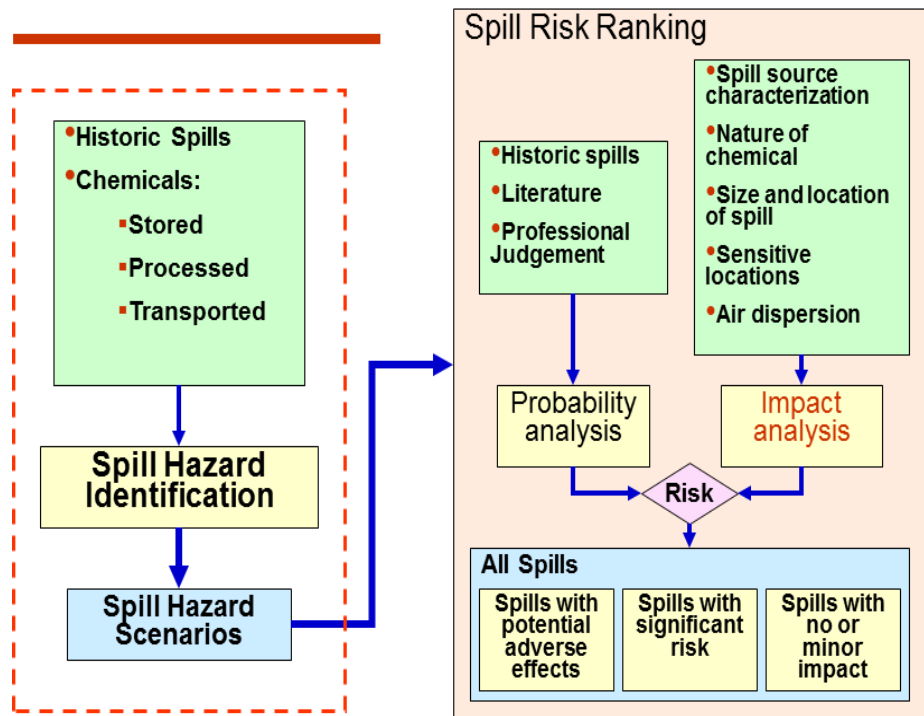 •Historic Spills
•Chemicals:
▪Stored
▪Processed
▪Transported
Spill Hazard
Identification
Spill Hazard
Scenarios
Spill Risk Ranking
•Historic spills
•Literature
•Professional
Judgement
•Spill source
characterization
•Nature of
chemical
•Size and location
of spill
•Sensitive
locations
•Air dispersion
Probability
analysis
Impact
analysis
Risk
All Spills
Spills with
potential
adverse
effects
Spills with
significant
risk
Spills with
no or
minor
impact